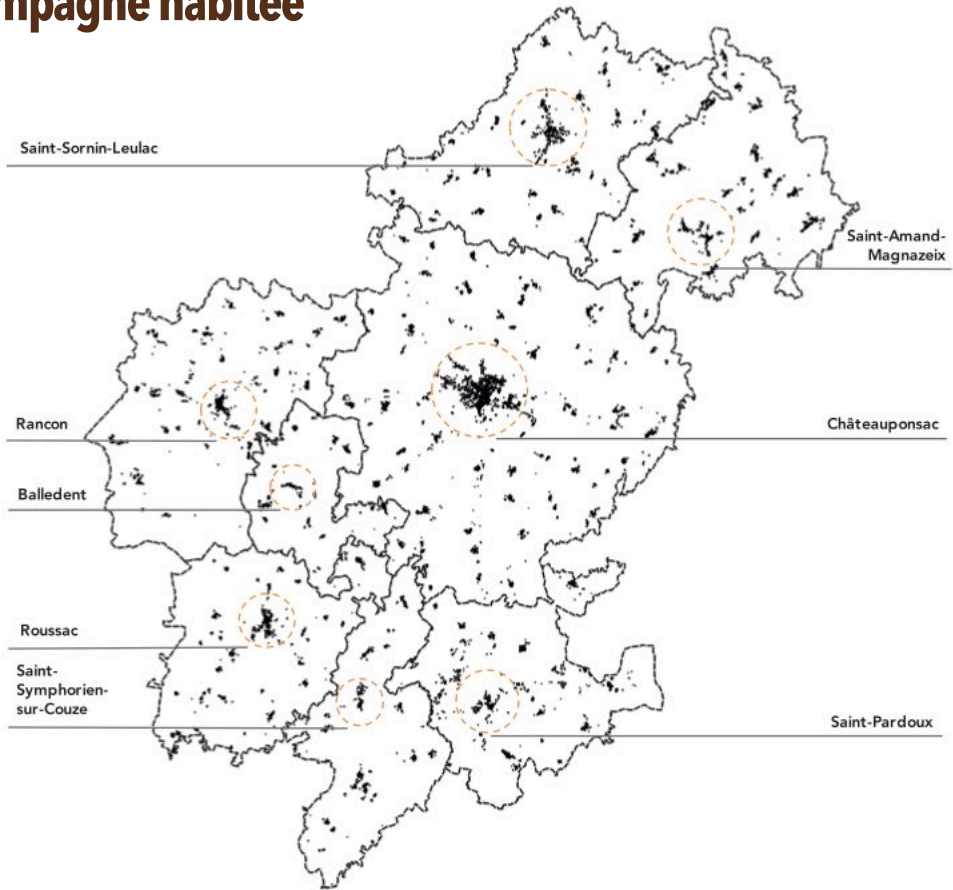 mpagne habitée
Saint-Sornin-Leulac
Saint-Amand-
Magnazeix
Rancon
Châteauponsac
Balledent
Roussac
Saint-
Symphorien-
sur-Couze
Saint-Pardoux